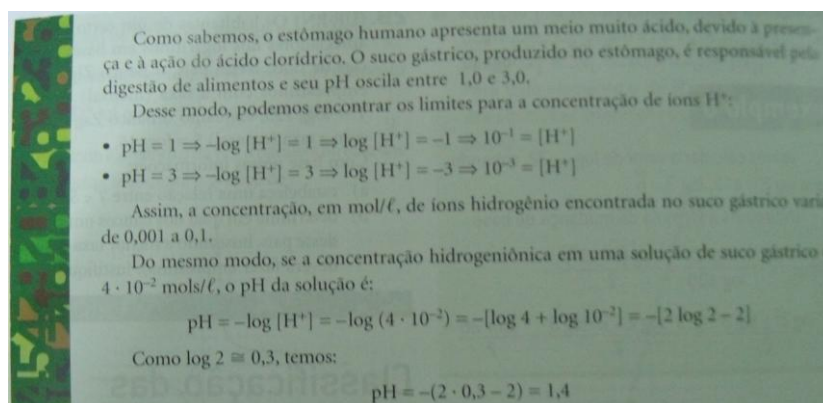 Como sabemos, o estômago humano apresenta um meio muito ácido, devido à presen-
ça e à ação do ácido clorídrico. O suco gástrico, produzido no estômago, é responsável pela
digestão de alimentos e seu pH oscila entre 1,0 e 3,0.
Desse modo, podemos encontrar os limites para a concentração de íons H⁺:
• pH = 1 ⇒ –log [H⁺] = 1 ⇒ log [H⁺] = –1 ⇒ 10⁻¹ = [H⁺]
• pH = 3 ⇒ –log [H⁺] = 3 ⇒ log [H⁺] = –3 ⇒ 10⁻³ = [H⁺]
Assim, a concentração, em mol/ℓ, de íons hidrogênio encontrada no suco gástrico vari
de 0,001 a 0,1.
Do mesmo modo, se a concentração hidrogeniônica em uma solução de suco gástrico
4 · 10⁻² mols/ℓ, o pH da solução é:
pH = –log [H⁺] = –log (4 · 10⁻²) = –[log 4 + log 10⁻²] = –[2 log 2 – 2]
Como log 2 ≅ 0,3, temos:
pH = –(2 · 0,3 – 2) = 1,4